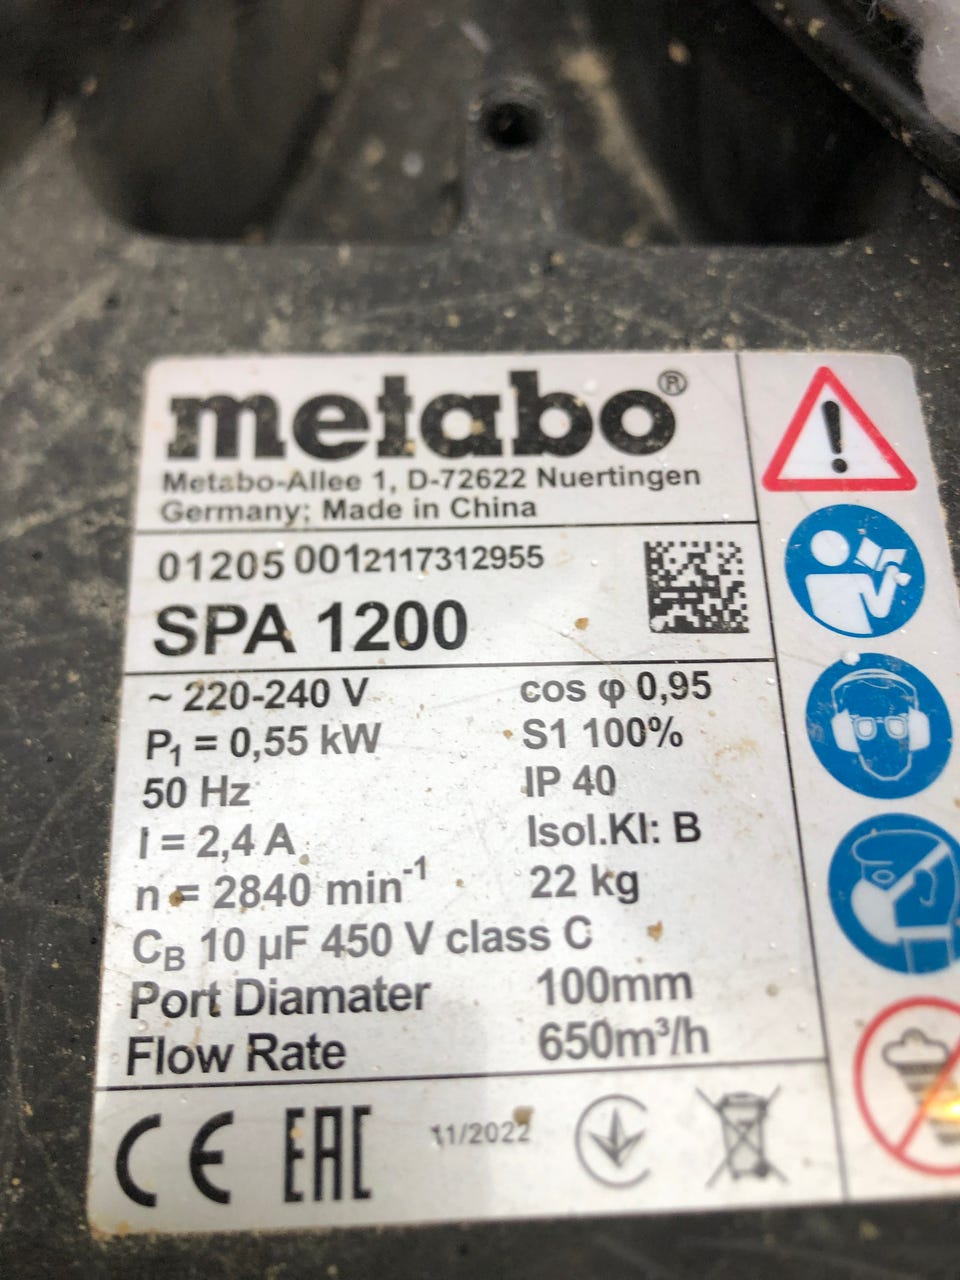 metabo®
Metabo-Allee 1, D-72622 Nuertingen
Germany; Made in China
01205 0012117312955
SPA 1200
~ 220-240 V cos φ 0,95
P₁ = 0,55 kW S1 100%
50 Hz IP 40
I = 2,4 A Isol.Kl: B
n = 2840 min⁻¹ 22 kg
C_B 10 µF 450 V class C
Port Diamater 100mm
Flow Rate 650m³/h
CE EAC 11/2022